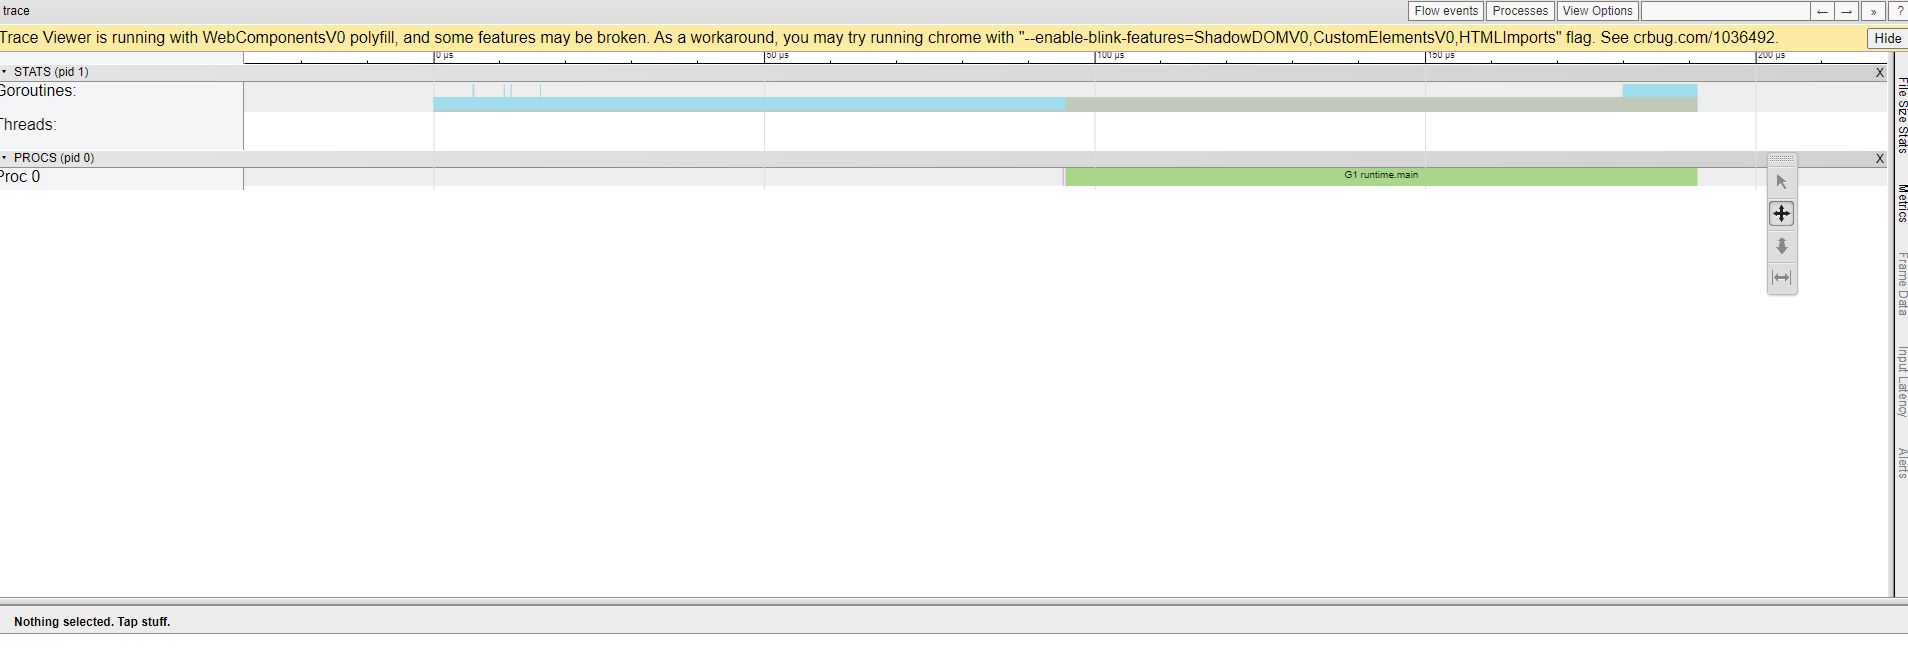 trace
Flow events Processes View Options ← → » ?
Trace Viewer is running with WebComponentsV0 polyfill, and some features may be broken. As a workaround, you may try running chrome with "--enable-blink-features=ShadowDOMV0,CustomElementsV0,HTMLImports" flag. See crbug.com/1036492. Hide
0 µs 50 µs 100 µs 150 µs 200 µs
STATS (pid 1) X
Goroutines:
Threads:
PROCS (pid 0) X
Proc 0
G1 runtime.main
File Size Stats
Metrics
Frame Data
Input Latency
Alerts
Nothing selected. Tap stuff.